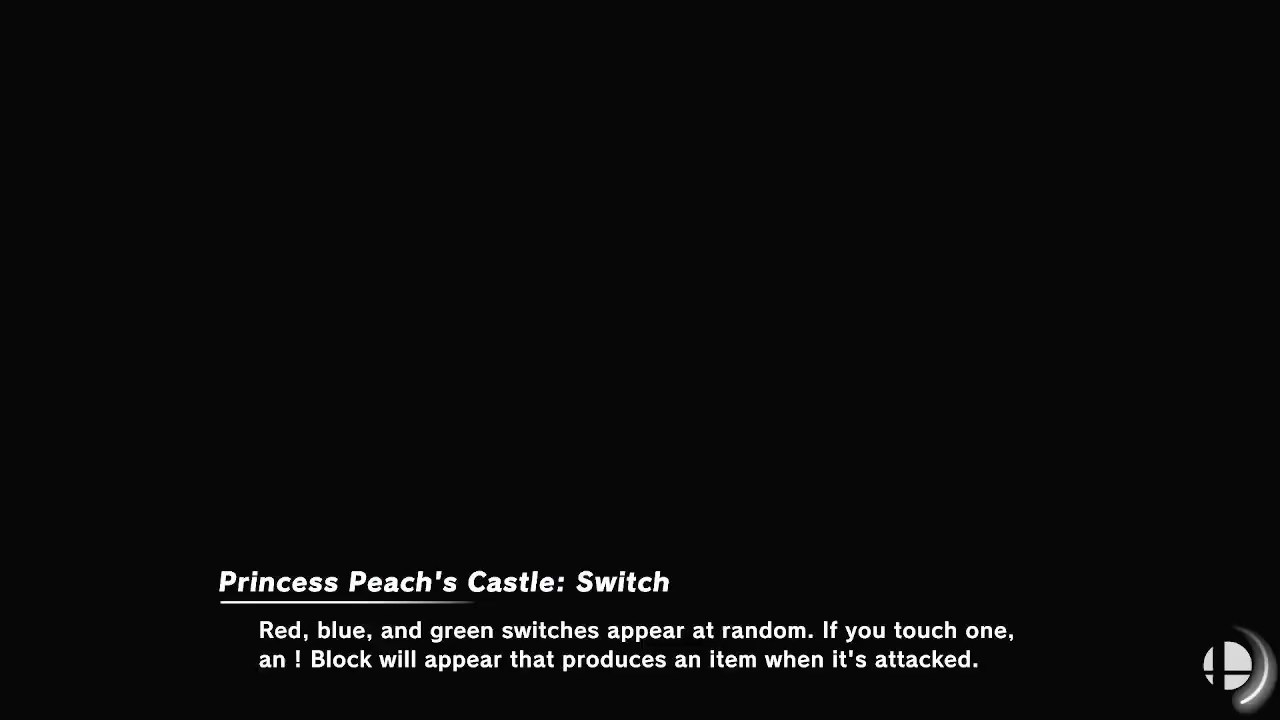 Princess Peach's Castle: Switch
Red, blue, and green switches appear at random. If you touch one,
an ! Block will appear that produces an item when it's attacked.